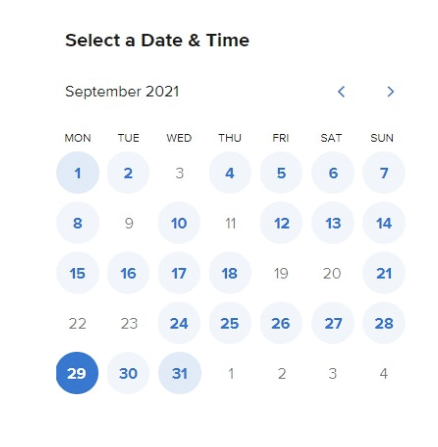 Select a Date & Time
September 2021
MON TUE WED THU FRI SAT SUN
1 2 3 4 5 6 7
8 9 10 11 12 13 14
15 16 17 18 19 20 21
22 23 24 25 26 27 28
29 30 31 1 2 3 4